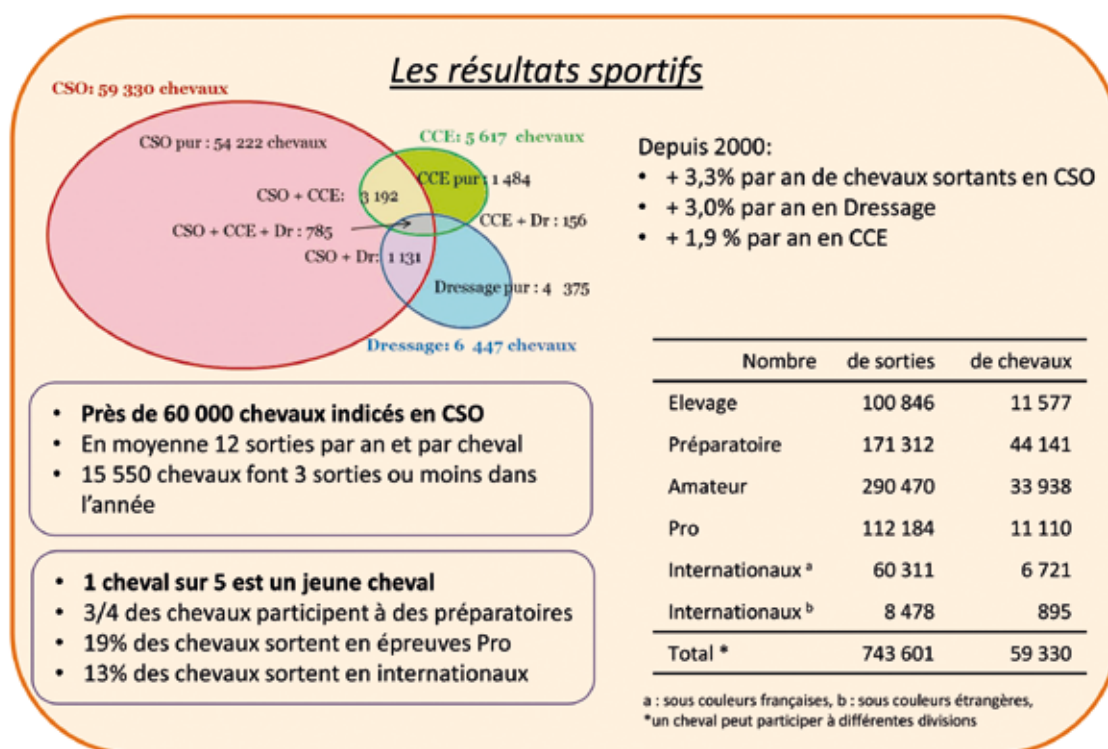 Les résultats sportifs
CSO: 59 330 chevaux
CSO pur : 54 222 chevaux
CCE: 5 617 chevaux
CCE pur : 1 484
CSO + CCE: 3 192
CCE + Dr : 156
CSO + CCE + Dr : 785
CSO + Dr: 1 131
Dressage pur : 4 375
Dressage: 6 447 chevaux
Depuis 2000:
• + 3,3% par an de chevaux sortants en CSO
• + 3,0% par an en Dressage
• + 1,9 % par an en CCE
• Près de 60 000 chevaux indicés en CSO
• En moyenne 12 sorties par an et par cheval
• 15 550 chevaux font 3 sorties ou moins dans
l'année
• 1 cheval sur 5 est un jeune cheval
• 3/4 des chevaux participent à des préparatoires
• 19% des chevaux sortent en épreuves Pro
• 13% des chevaux sortent en internationaux
Nombre de sorties de chevaux
Elevage 100 846 11 577
Préparatoire 171 312 44 141
Amateur 290 470 33 938
Pro 112 184 11 110
Internationaux a 60 311 6 721
Internationaux b 8 478 895
Total * 743 601 59 330
a : sous couleurs françaises, b : sous couleurs étrangères,
*un cheval peut participer à différentes divisions